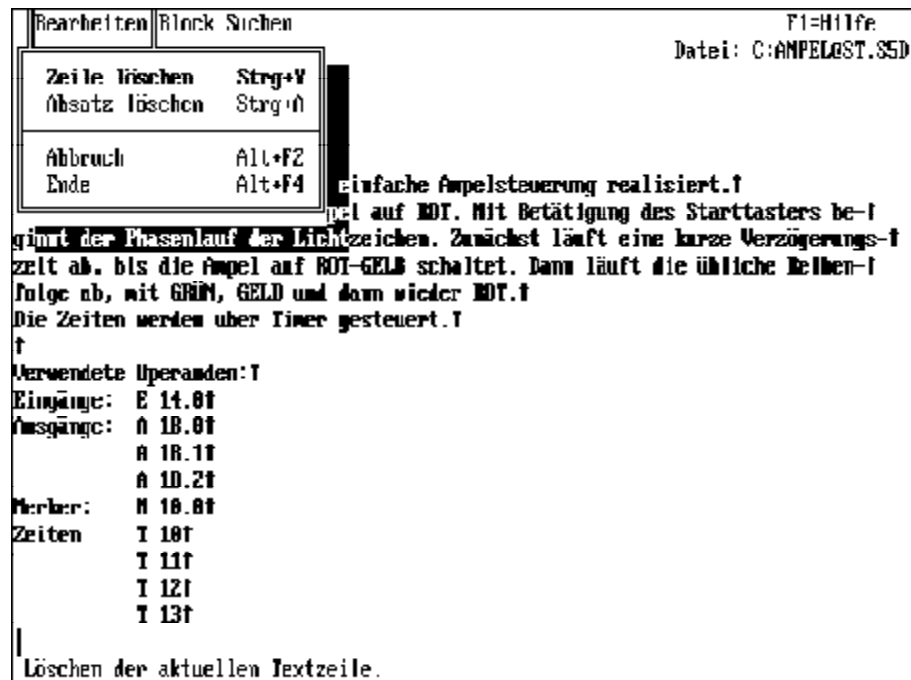 Bearbeiten Block Suchen F1=Hilfe
Datei: C:AMPEL@ST.S5D
Zeile löschen Strg+Y
Absatz löschen Strg+A
Abbruch Alt+F2
Ende Alt+F4
einfache Ampelsteuerung realisiert.↑
pel auf ROT. Mit Betätigung des Starttasters be-↑
ginnt der Phasenlauf der Lichtzeichen. Zunächst läuft eine kurze Verzögerungs-↑
zeit ab, bis die Ampel auf ROT-GELB schaltet. Dann läuft die übliche Reihen-↑
folge ab, mit GRÜN, GELB und dann wieder ROT.↑
Die Zeiten werden über Timer gesteuert.↑
↑
Verwendete Operanden:↑
Eingänge: E 14.0↑
Ausgänge: A 10.0↑
A 10.1↑
A 10.2↑
Merker: M 10.0↑
Zeiten T 10↑
T 11↑
T 12↑
T 13↑
Löschen der aktuellen Textzeile.